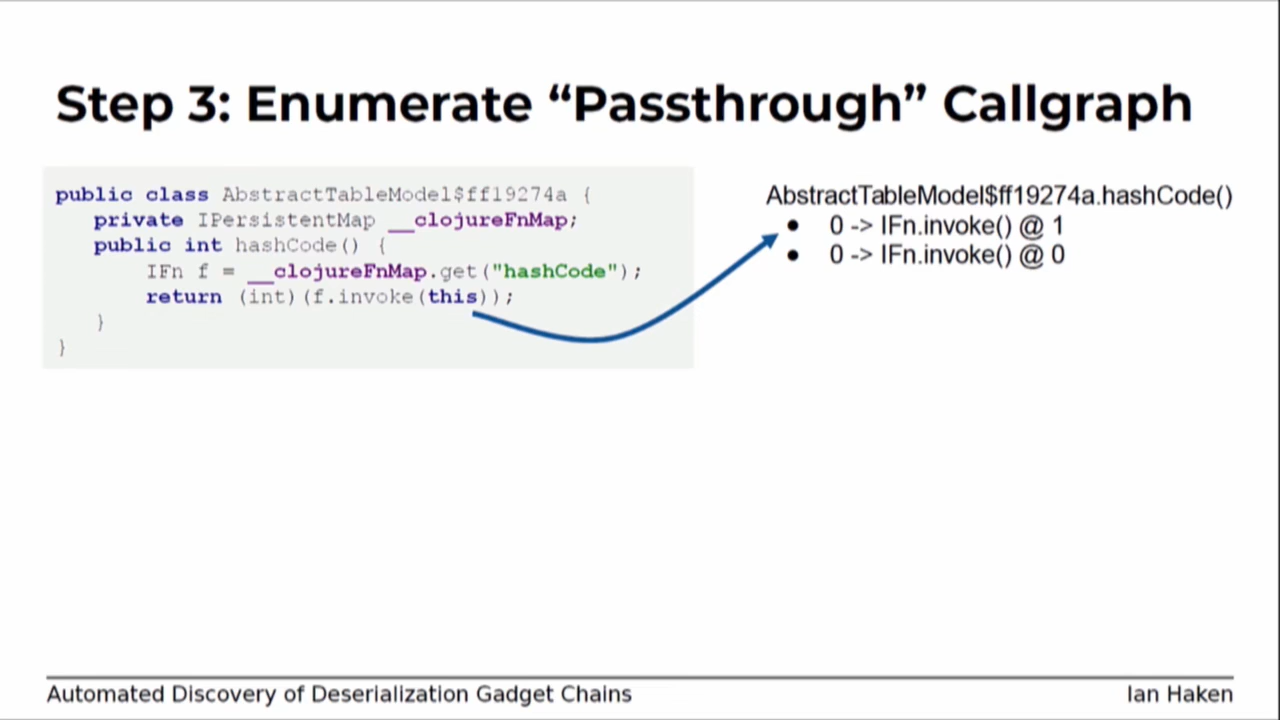 Step 3: Enumerate “Passthrough” Callgraph
public class AbstractTableModel$ff19274a {
private IPersistentMap __clojureFnMap;
public int hashCode() {
IFn f = __clojureFnMap.get("hashCode");
return (int)(f.invoke(this));
}
}
AbstractTableModel$ff19274a.hashCode()
● 0 -> IFn.invoke() @ 1
● 0 -> IFn.invoke() @ 0
Automated Discovery of Deserialization Gadget Chains
Ian Haken